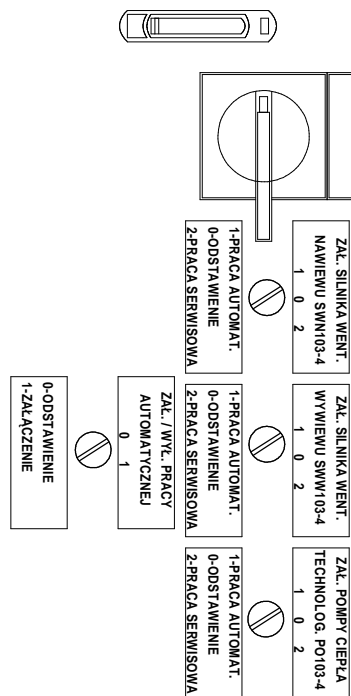 ZAŁ. SILNIKA WENT.
NAWIEWU SWN103-4
1 0 2
1-PRACA AUTOMAT.
0-ODSTAWIENIE
2-PRACA SERWISOWA
ZAŁ. SILNIKA WENT.
WYWIEWU SWW103-4
1 0 2
1-PRACA AUTOMAT.
0-ODSTAWIENIE
2-PRACA SERWISOWA
ZAŁ. POMPY CIEPŁA
TECHNOLOG. PO103-4
1 0 2
1-PRACA AUTOMAT.
0-ODSTAWIENIE
2-PRACA SERWISOWA
ZAŁ. / WYŁ. PRACY
AUTOMATYCZNEJ
0 1
0-ODSTAWIENIE
1-ZAŁĄCZENIE